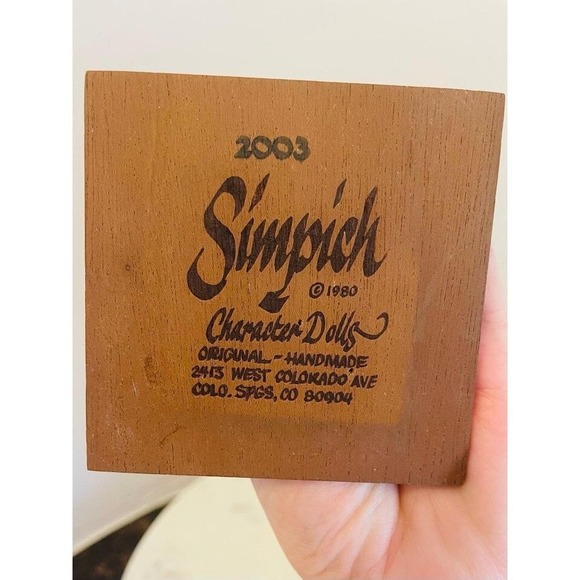 2003
Simpich
© 1980
Character Dolls
ORIGINAL - HANDMADE
2413 WEST COLORADO AVE
COLO. SPGS, CO 80904